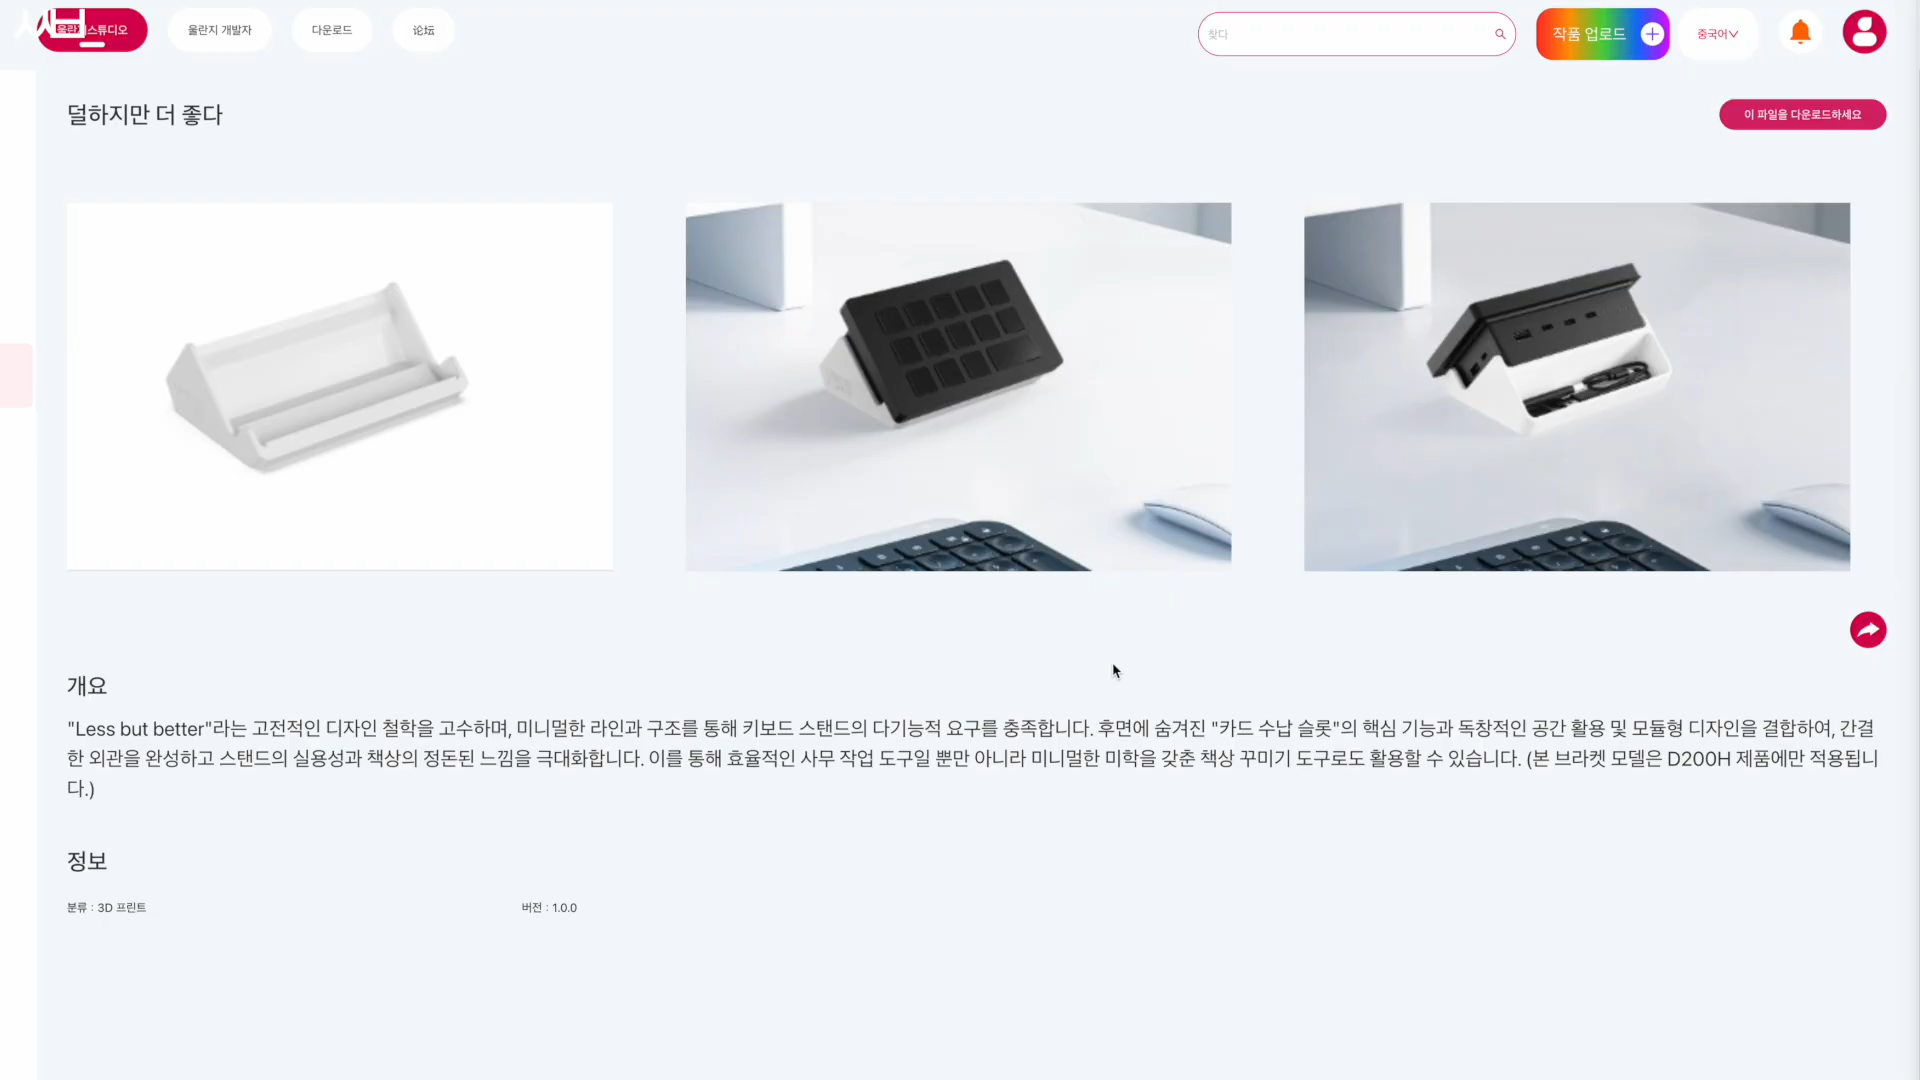 울란지스튜디오
울란지 개발자
다운로드
论坛
찾다
작품 업로드
중국어
덜하지만 더 좋다
이 파일을 다운로드하세요
개요
"Less but better"라는 고전적인 디자인 철학을 고수하며, 미니멀한 라인과 구조를 통해 키보드 스탠드의 다기능적 요구를 충족합니다. 후면에 숨겨진 "카드 수납 슬롯"의 핵심 기능과 독창적인 공간 활용 및 모듈형 디자인을 결합하여, 간결
한 외관을 완성하고 스탠드의 실용성과 책상의 정돈된 느낌을 극대화합니다. 이를 통해 효율적인 사무 작업 도구일 뿐만 아니라 미니멀한 미학을 갖춘 책상 꾸미기 도구로도 활용할 수 있습니다. (본 브라켓 모델은 D200H 제품에만 적용됩니
다.)
정보
분류 : 3D 프린트
버전 : 1.0.0